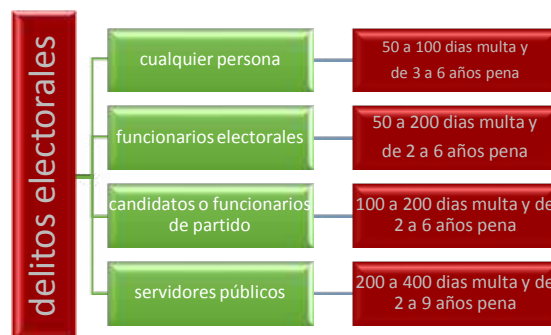 delitos electorales
cualquier persona
50 a 100 dias multa y
de 3 a 6 años pena
funcionarios electorales
50 a 200 dias multa y
de 2 a 6 años pena
candidatos o funcionarios
de partido
100 a 200 dias multa y de
2 a 6 años pena
servidores públicos
200 a 400 dias multa y de
2 a 9 años pena